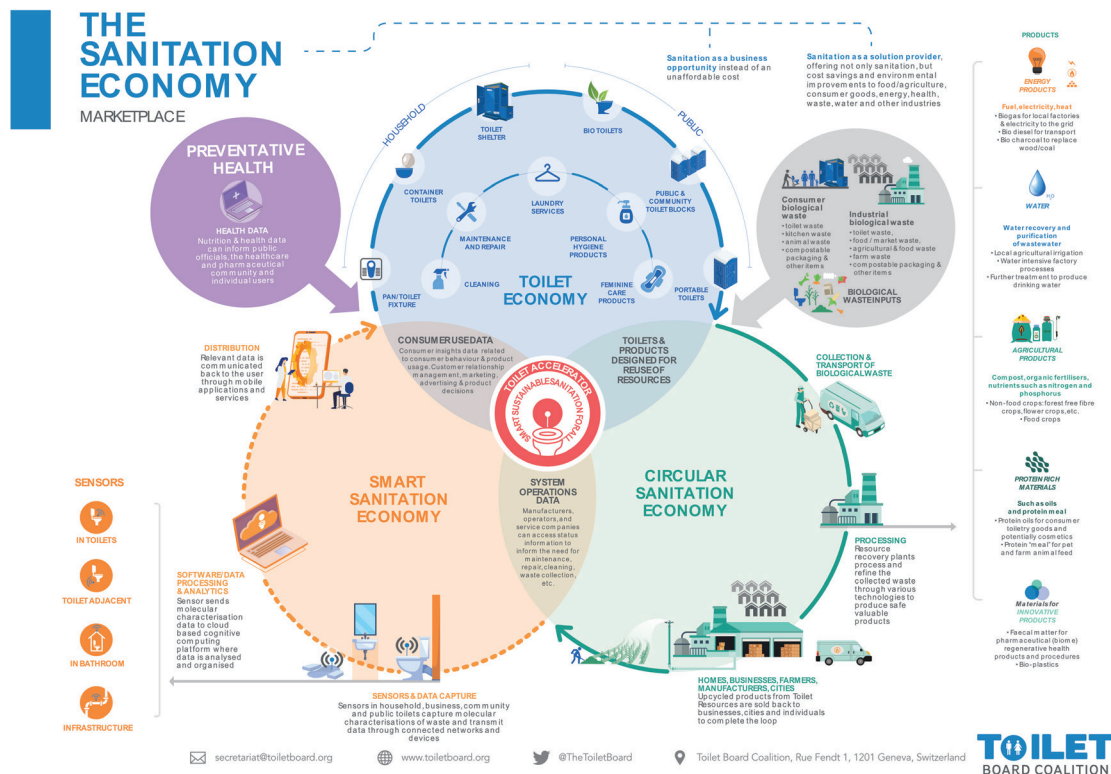 THE
SANITATION
ECONOMY
MARKETPLACE
Sanitation as a business
opportunity instead of an
unaffordable cost
Sanitation as a solution provider,
offering not only sanitation, but
cost savings and environmental
improvements to food/agriculture,
consumer goods, energy, health,
waste, water and other industries
PREVENTATIVE
HEALTH
HEALTH DATA
Nutrition & health data
can inform public
officials, the healthcare
and pharmaceutical
community and
individual users
HOUSEHOLD
PUBLIC
TOILET
SHELTER
BIO TOILETS
CONTAINER
TOILETS
PUBLIC &
COMMUNITY
TOILET BLOCKS
LAUNDRY
SERVICES
MAINTENANCE
AND REPAIR
PERSONAL
HYGIENE
PRODUCTS
CLEANING
FEMININE
CARE
PRODUCTS
PAN/TOILET
FIXTURE
PORTABLE
TOILETS
TOILET
ECONOMY
Consumer
biological
waste
• toilet waste
• kitchen waste
• animal waste
• compostable
packaging &
other items
Industrial
biological waste
• toilet waste,
• food / market waste,
• agricultural & food waste
• farm waste
• compostable packaging &
other items
BIOLOGICAL
WASTE INPUTS
CONSUMER USE DATA
Consumer insights data related
to consumer behaviour & product
usage. Customer relationship
management, marketing,
advertising & product
decisions
TOILETS &
PRODUCTS
DESIGNED FOR
REUSE OF
RESOURCES
TOILET ACCELERATOR
SMART SUSTAINABLE SANITATION FOR ALL
SYSTEM
OPERATIONS
DATA
Manufacturers,
operators, and
service companies
can access status
information to
inform the need for
maintenance,
repair, cleaning,
waste collection,
etc.
SMART
SANITATION
ECONOMY
CIRCULAR
SANITATION
ECONOMY
DISTRIBUTION
Relevant data is
communicated
back to the user
through mobile
applications and
services
SENSORS
IN TOILETS
TOILET ADJACENT
IN BATHROOM
INFRASTRUCTURE
SOFTWARE/DATA
PROCESSING
& ANALYTICS
Sensor sends
molecular
characterisation
data to cloud
based cognitive
computing
platform where
data is analysed
and organised
SENSORS & DATA CAPTURE
Sensors in household, business, community
and public toilets capture molecular
characterisations of waste and transmit
data through connected networks and
devices
COLLECTION &
TRANSPORT OF
BIOLOGICAL WASTE
PROCESSING
Resource
recovery plants
process and
refine the
collected waste
through various
technologies to
produce safe
valuable
products
HOMES, BUSINESSES, FARMERS,
MANUFACTURERS, CITIES
Upcycled products from Toilet
Resources are sold back to
businesses, cities and individuals
to complete the loop
PRODUCTS
ENERGY
PRODUCTS
Fuel, electricity, heat
• Biogas for local factories
& electricity to the grid
• Bio diesel for transport
• Bio charcoal to replace
wood/coal
H2O
WATER
Water recovery and
purification
of wastewater
• Local agricultural irrigation
• Water intensive factory
processes
• Further treatment to produce
drinking water
AGRICULTURAL
PRODUCTS
Compost, organic fertilisers,
nutrients such as nitrogen and
phosphorus
• Non-food crops: forest free fibre
crops, flower crops, etc.
• Food crops
PROTEIN RICH
MATERIALS
Such as oils
and protein meal
• Protein oils for consumer
toiletry goods and
potentially cosmetics
• Protein "meal" for pet
and farm animal feed
Materials for
INNOVATIVE
PRODUCTS
• Faecal matter for
pharmaceutical (biome)
regenerative health
products and procedures
• Bio-plastics
secretariat@toiletboard.org
www.toiletboard.org
@TheToiletBoard
Toilet Board Coalition, Rue Fendt 1, 1201 Geneva, Switzerland
TOILET
BOARD COALITION